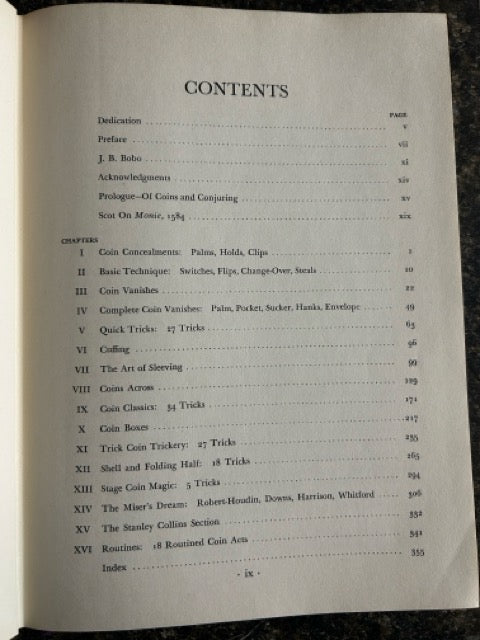 CONTENTS
PAGE
Dedication ........ v
Preface ........ vii
J. B. Bobo ........ xi
Acknowledgments ........ xiv
Prologue—Of Coins and Conjuring ........ xv
Scot On Monie, 1584 ........ xix
CHAPTERS
I Coin Concealments: Palms, Holds, Clips ........ 1
II Basic Technique: Switches, Flips, Change-Over, Steals ........ 10
III Coin Vanishes ........ 22
IV Complete Coin Vanishes: Palm, Pocket, Sucker, Hanks, Envelope ........ 49
V Quick Tricks: 27 Tricks ........ 63
VI Cuffing ........ 96
VII The Art of Sleeving ........ 99
VIII Coins Across ........ 129
IX Coin Classics: 34 Tricks ........ 171
X Coin Boxes ........ 217
XI Trick Coin Trickery: 27 Tricks ........ 235
XII Shell and Folding Half: 18 Tricks ........ 265
XIII Stage Coin Magic: 5 Tricks ........ 294
XIV The Miser's Dream: Robert-Houdin, Downs, Harrison, Whitford ........ 306
XV The Stanley Collins Section ........ 332
XVI Routines: 18 Routined Coin Acts ........ 342
Index ........ 355
· ix ·